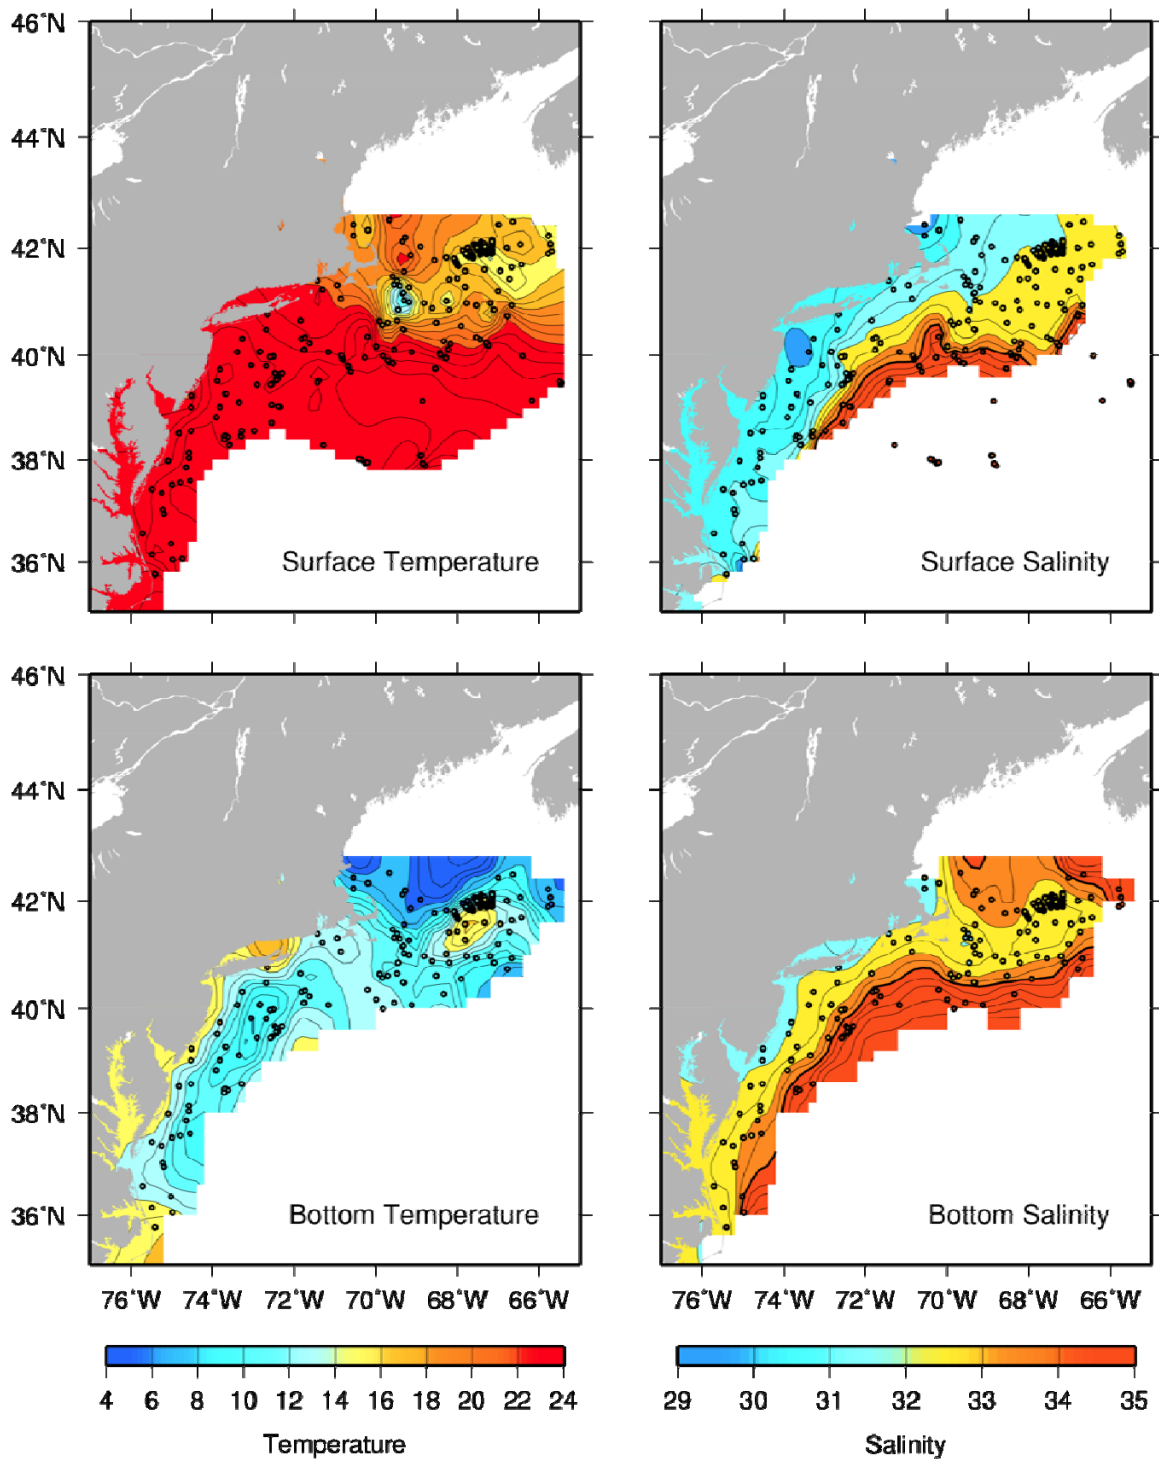 46°N
44°N
42°N
40°N
38°N
36°N
Surface Temperature
Surface Salinity
46°N
44°N
42°N
40°N
38°N
36°N
Bottom Temperature
Bottom Salinity
76°W 74°W 72°W 70°W 68°W 66°W
76°W 74°W 72°W 70°W 68°W 66°W
4 6 8 10 12 14 16 18 20 22 24
Temperature
29 30 31 32 33 34 35
Salinity